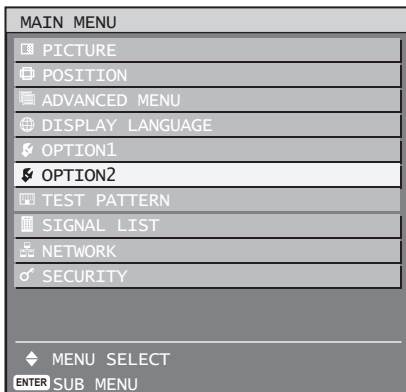 MAIN MENU
PICTURE
POSITION
ADVANCED MENU
DISPLAY LANGUAGE
OPTION1
OPTION2
TEST PATTERN
SIGNAL LIST
NETWORK
SECURITY
MENU SELECT
ENTER SUB MENU